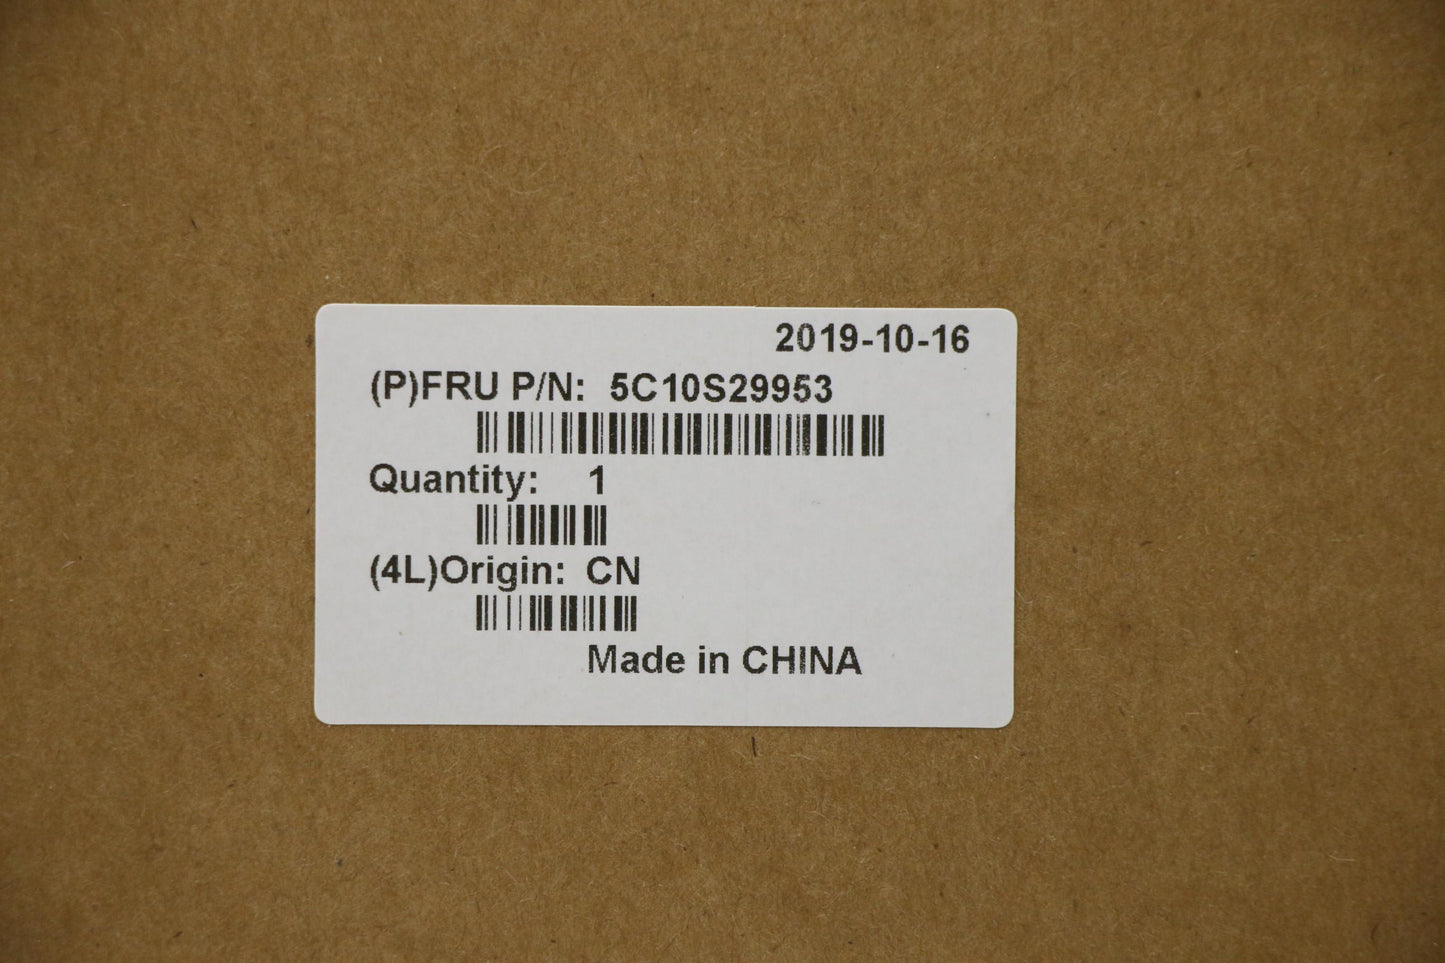 2019-10-16
(P)FRU P/N: 5C10S29953
Quantity: 1
(4L)Origin: CN
Made in CHINA